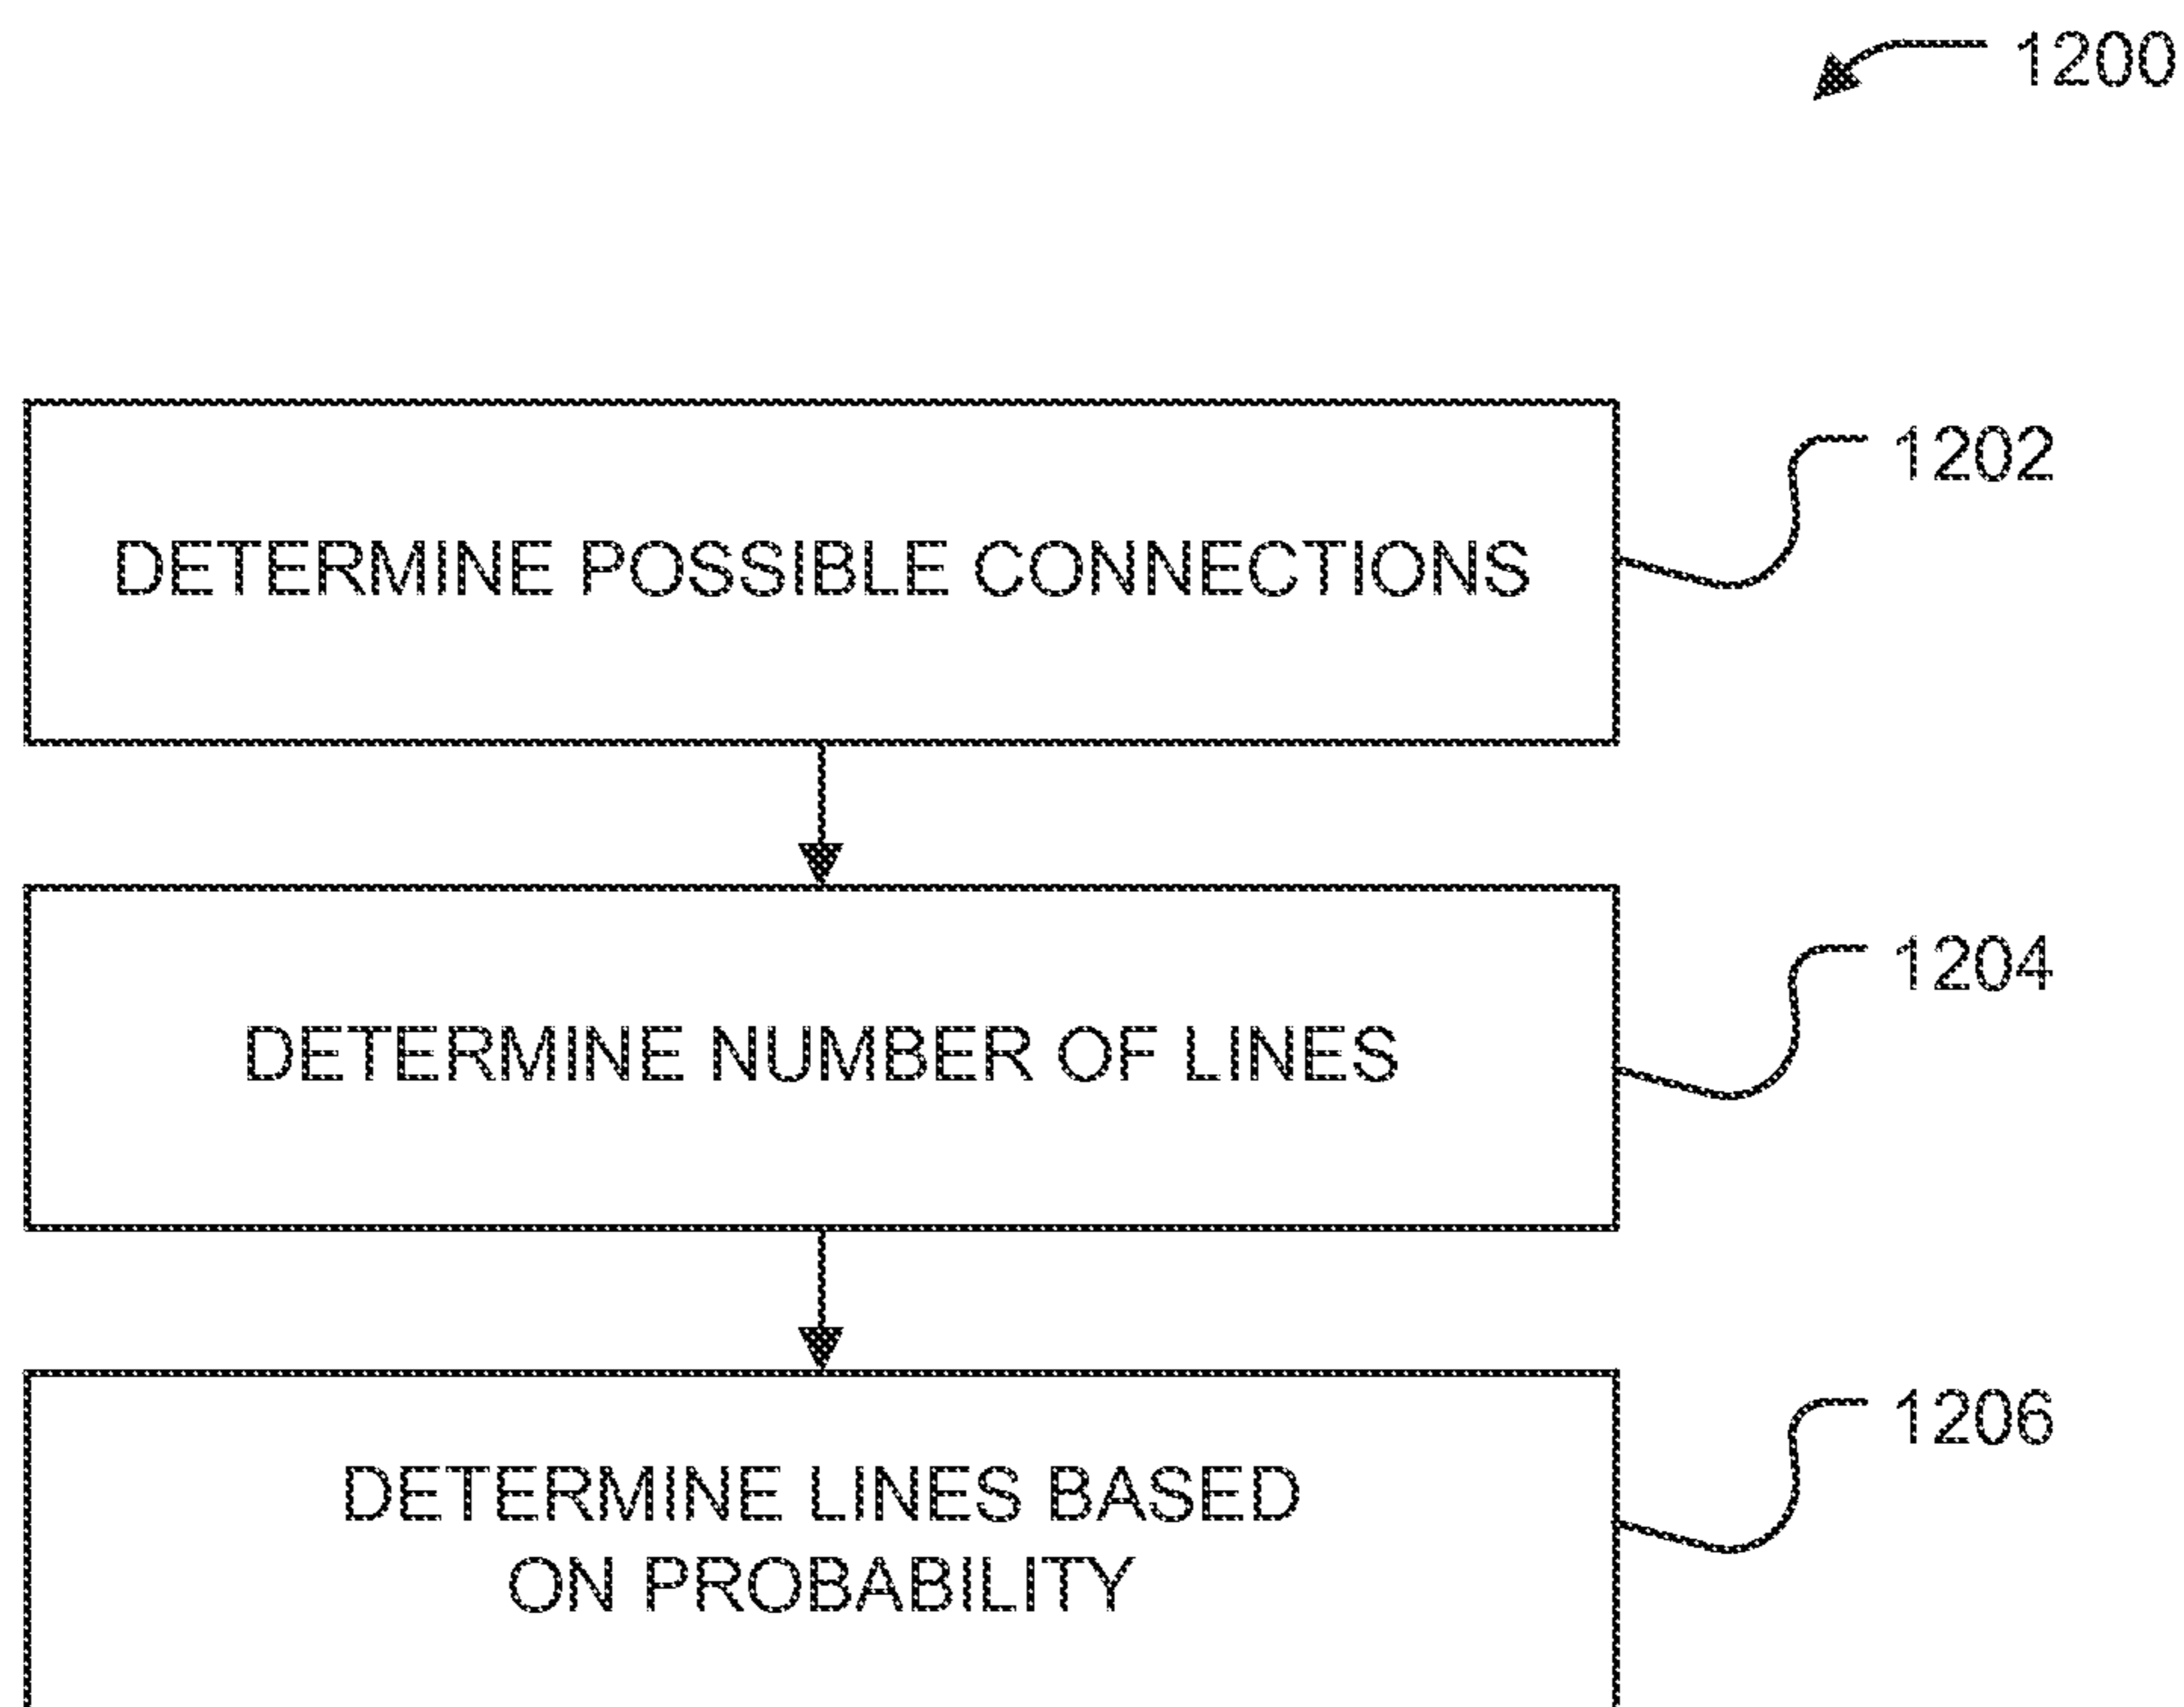 1200
1202
DETERMINE POSSIBLE CONNECTIONS
1204
DETERMINE NUMBER OF LINES
1206
DETERMINE LINES BASED
ON PROBABILITY